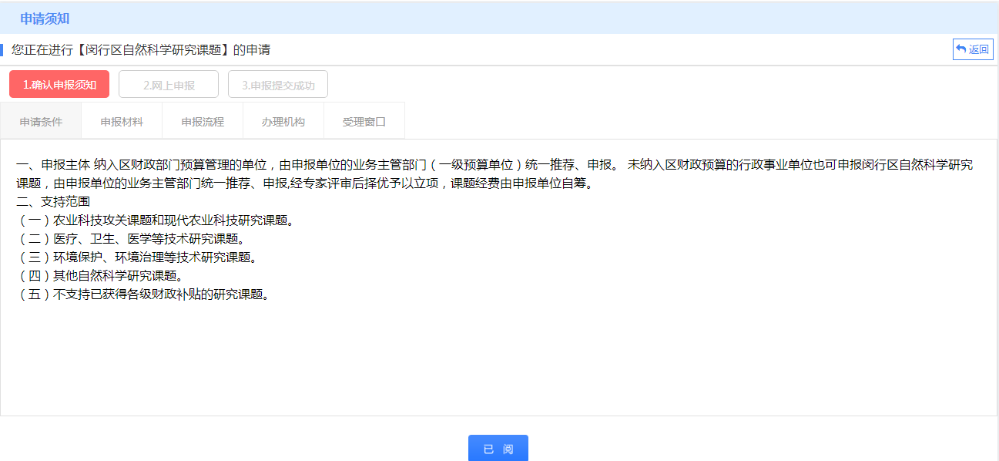 申请须知
您正在进行【闵行区自然科学研究课题】的申请
返回
1.确认申报须知
2.网上申报
3.申报提交成功
申请条件
申报材料
申报流程
办理机构
受理窗口
一、申报主体 纳入区财政部门预算管理的单位，由申报单位的业务主管部门（一级预算单位）统一推荐、申报。 未纳入区财政预算的行政事业单位也可申报闵行区自然科学研究
课题，由申报单位的业务主管部门统一推荐、申报,经专家评审后择优予以立项，课题经费由申报单位自筹。
二、支持范围
（一）农业科技攻关课题和现代农业科技研究课题。
（二）医疗、卫生、医学等技术研究课题。
（三）环境保护、环境治理等技术研究课题。
（四）其他自然科学研究课题。
（五）不支持已获得各级财政补贴的研究课题。
已 阅